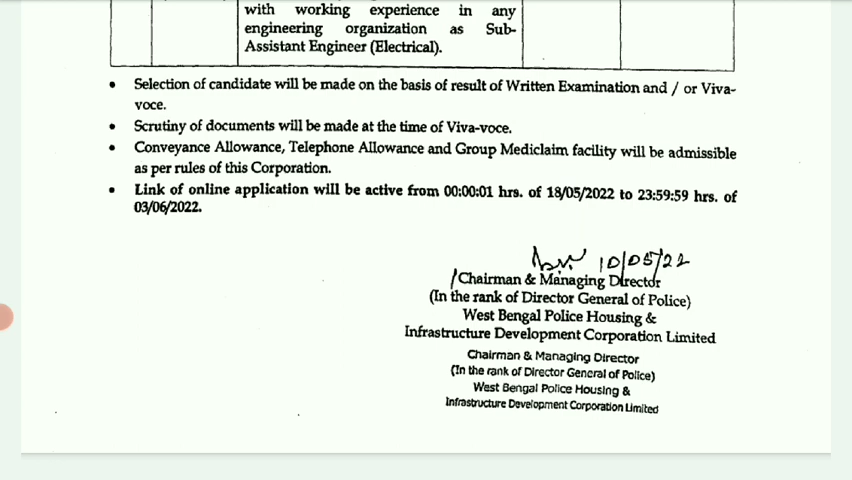 with working experience in any
engineering organization as Sub-
Assistant Engineer (Electrical).
• Selection of candidate will be made on the basis of result of Written Examination and / or Viva-
voce.
• Scrutiny of documents will be made at the time of Viva-voce.
• Conveyance Allowance, Telephone Allowance and Group Mediclaim facility will be admissible
as per rules of this Corporation.
• Link of online application will be active from 00:00:01 hrs. of 18/05/2022 to 23:59:59 hrs. of
03/06/2022.
10/05/22
/Chairman & Managing Director
(In the rank of Director General of Police)
West Bengal Police Housing &
Infrastructure Development Corporation Limited
Chairman & Managing Director
(In the rank of Director General of Police)
West Bengal Police Housing &
Infrastructure Development Corporation Limited